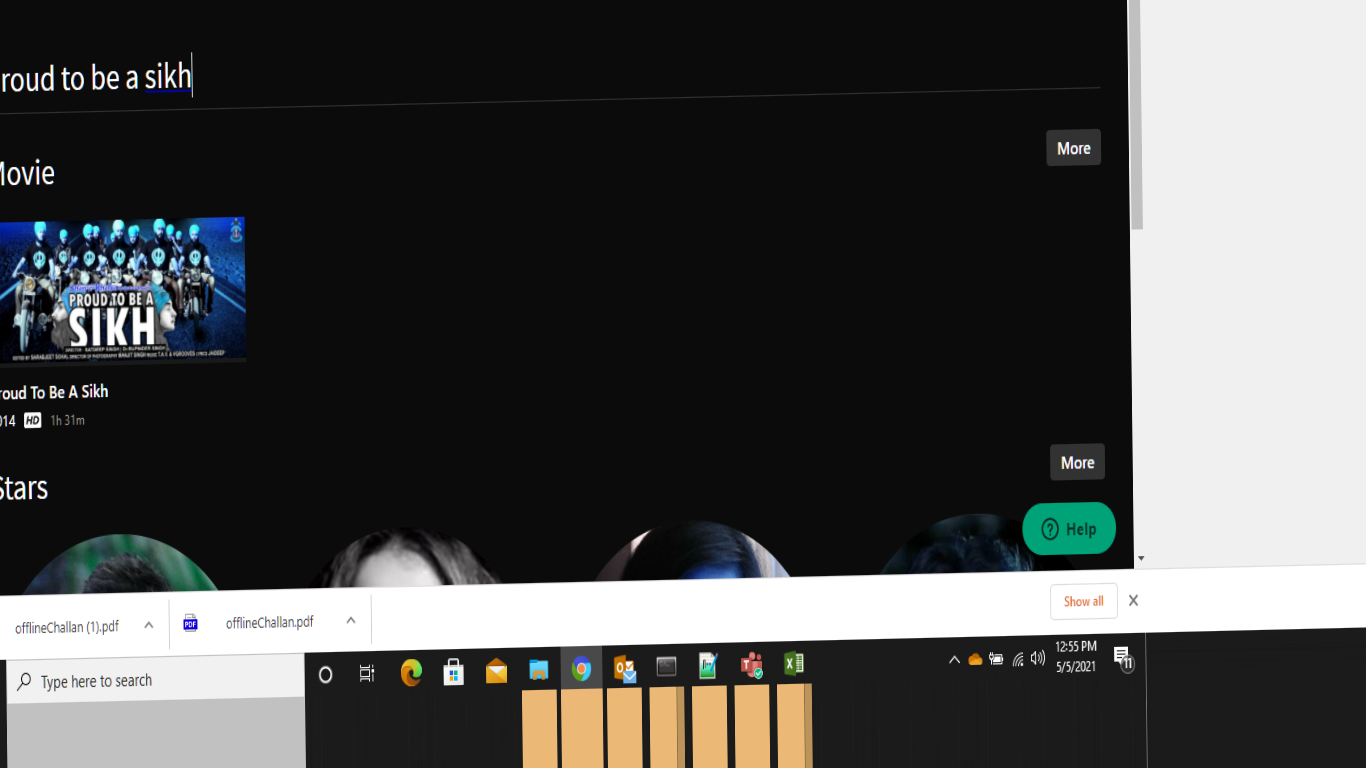 roud to be a sikh
More
Movie
PROUD TO BE A
SIKH
roud To Be A Sikh
014 HD 1h 31m
More
Stars
Help
Show all
offlineChallan (1).pdf
PDF offlineChallan.pdf
12:55 PM
5/5/2021
11
Type here to search